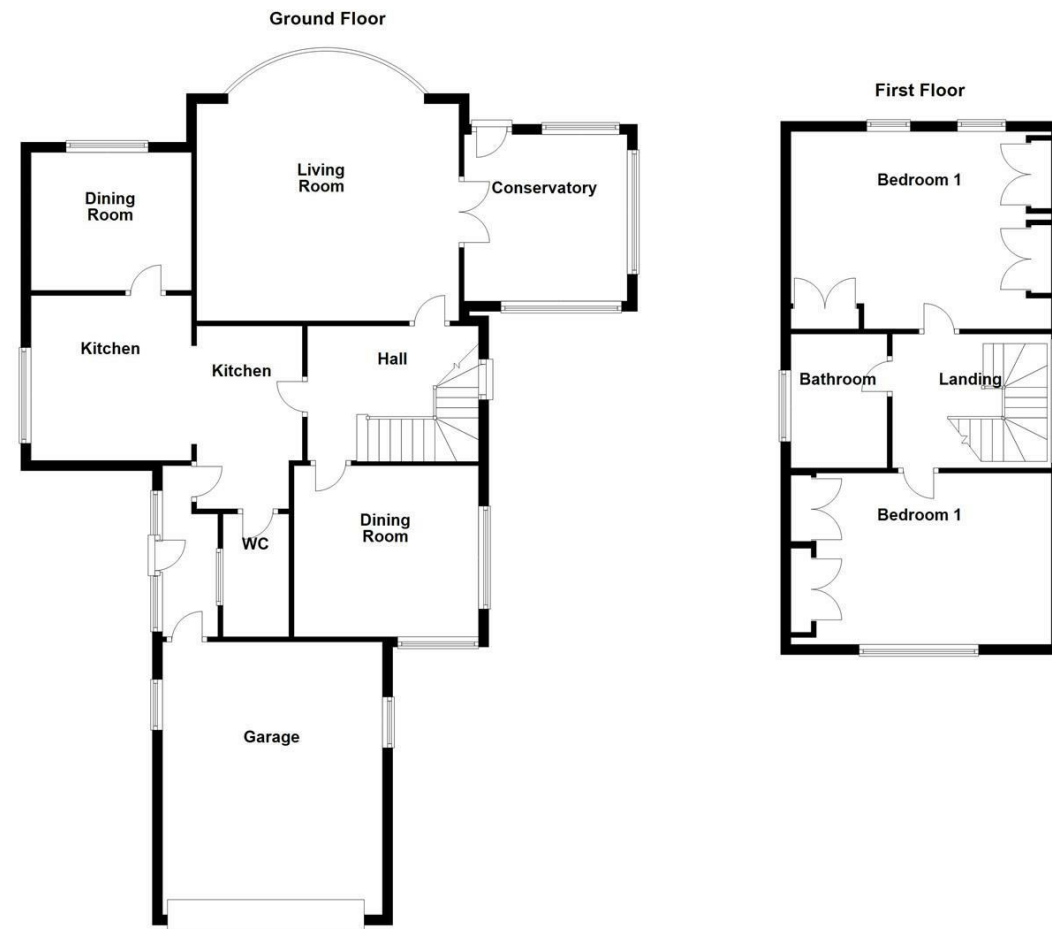 Ground Floor
Living
Room
Dining
Room
Conservatory
Kitchen
Kitchen
Hall
Dining
Room
WC
Garage
First Floor
Bedroom 1
Bathroom
Landing
Bedroom 1